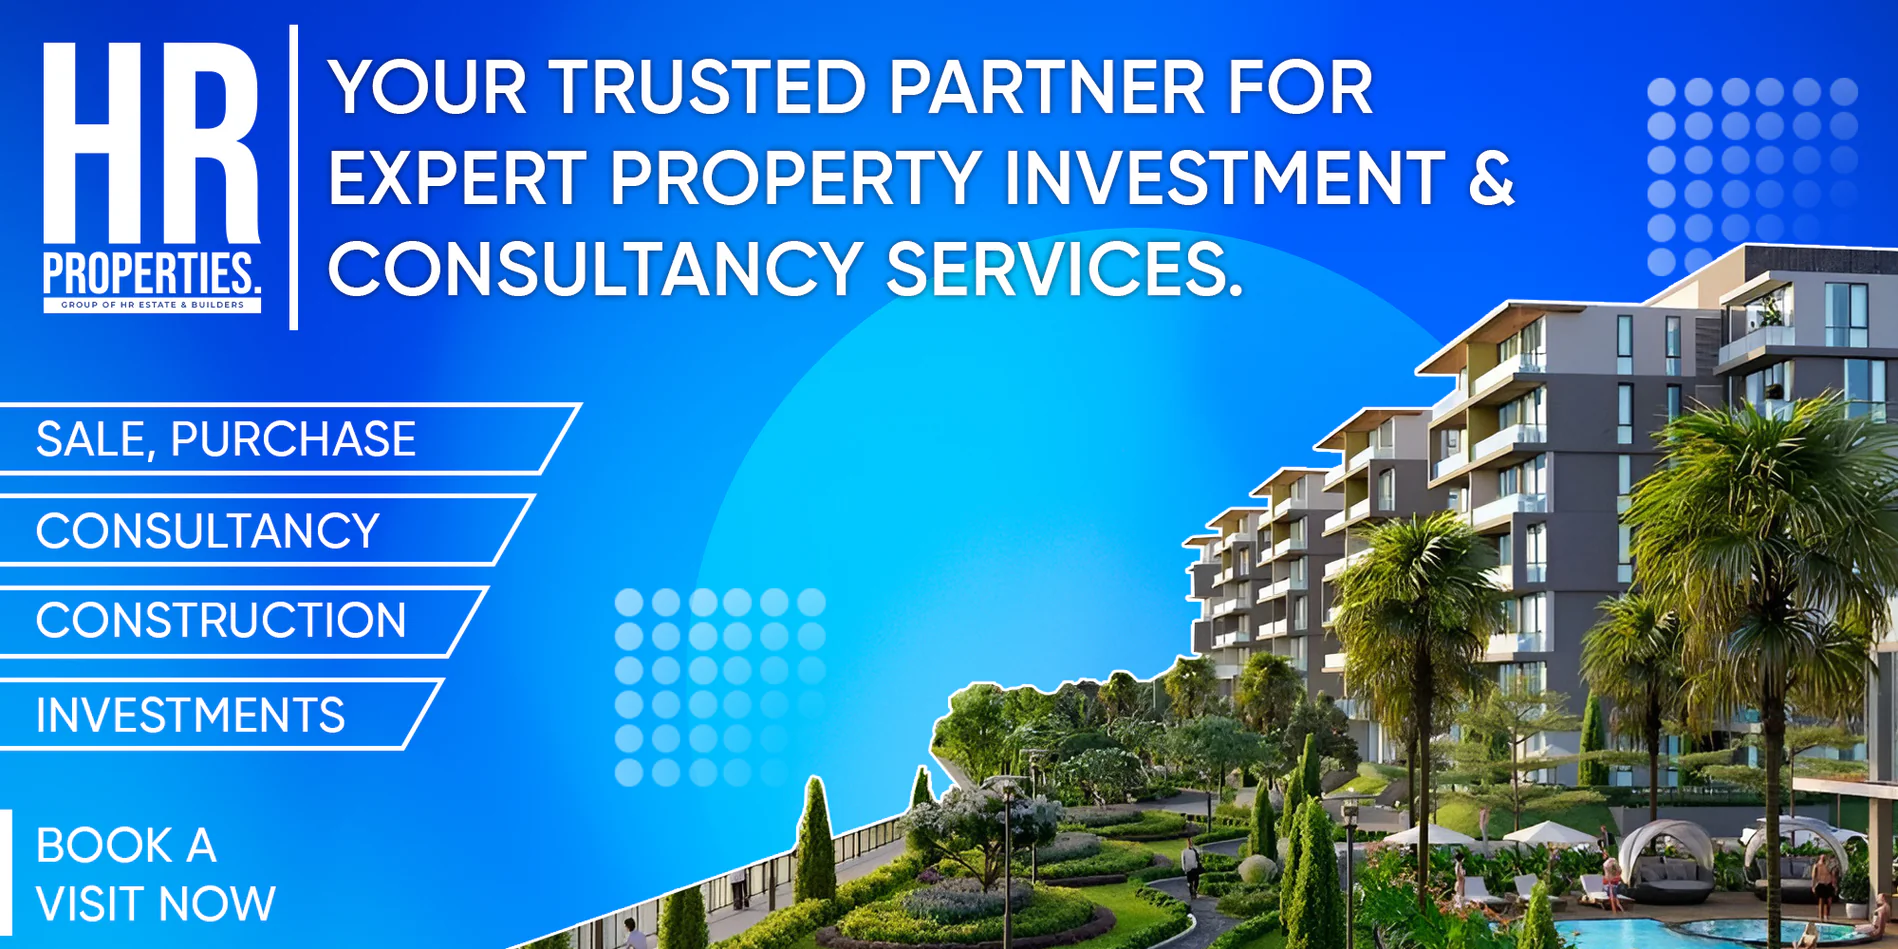 HR
PROPERTIES.
GROUP OF HR ESTATE & BUILDERS
YOUR TRUSTED PARTNER FOR
EXPERT PROPERTY INVESTMENT &
CONSULTANCY SERVICES.
SALE, PURCHASE
CONSULTANCY
CONSTRUCTION
INVESTMENTS
BOOK A
VISIT NOW